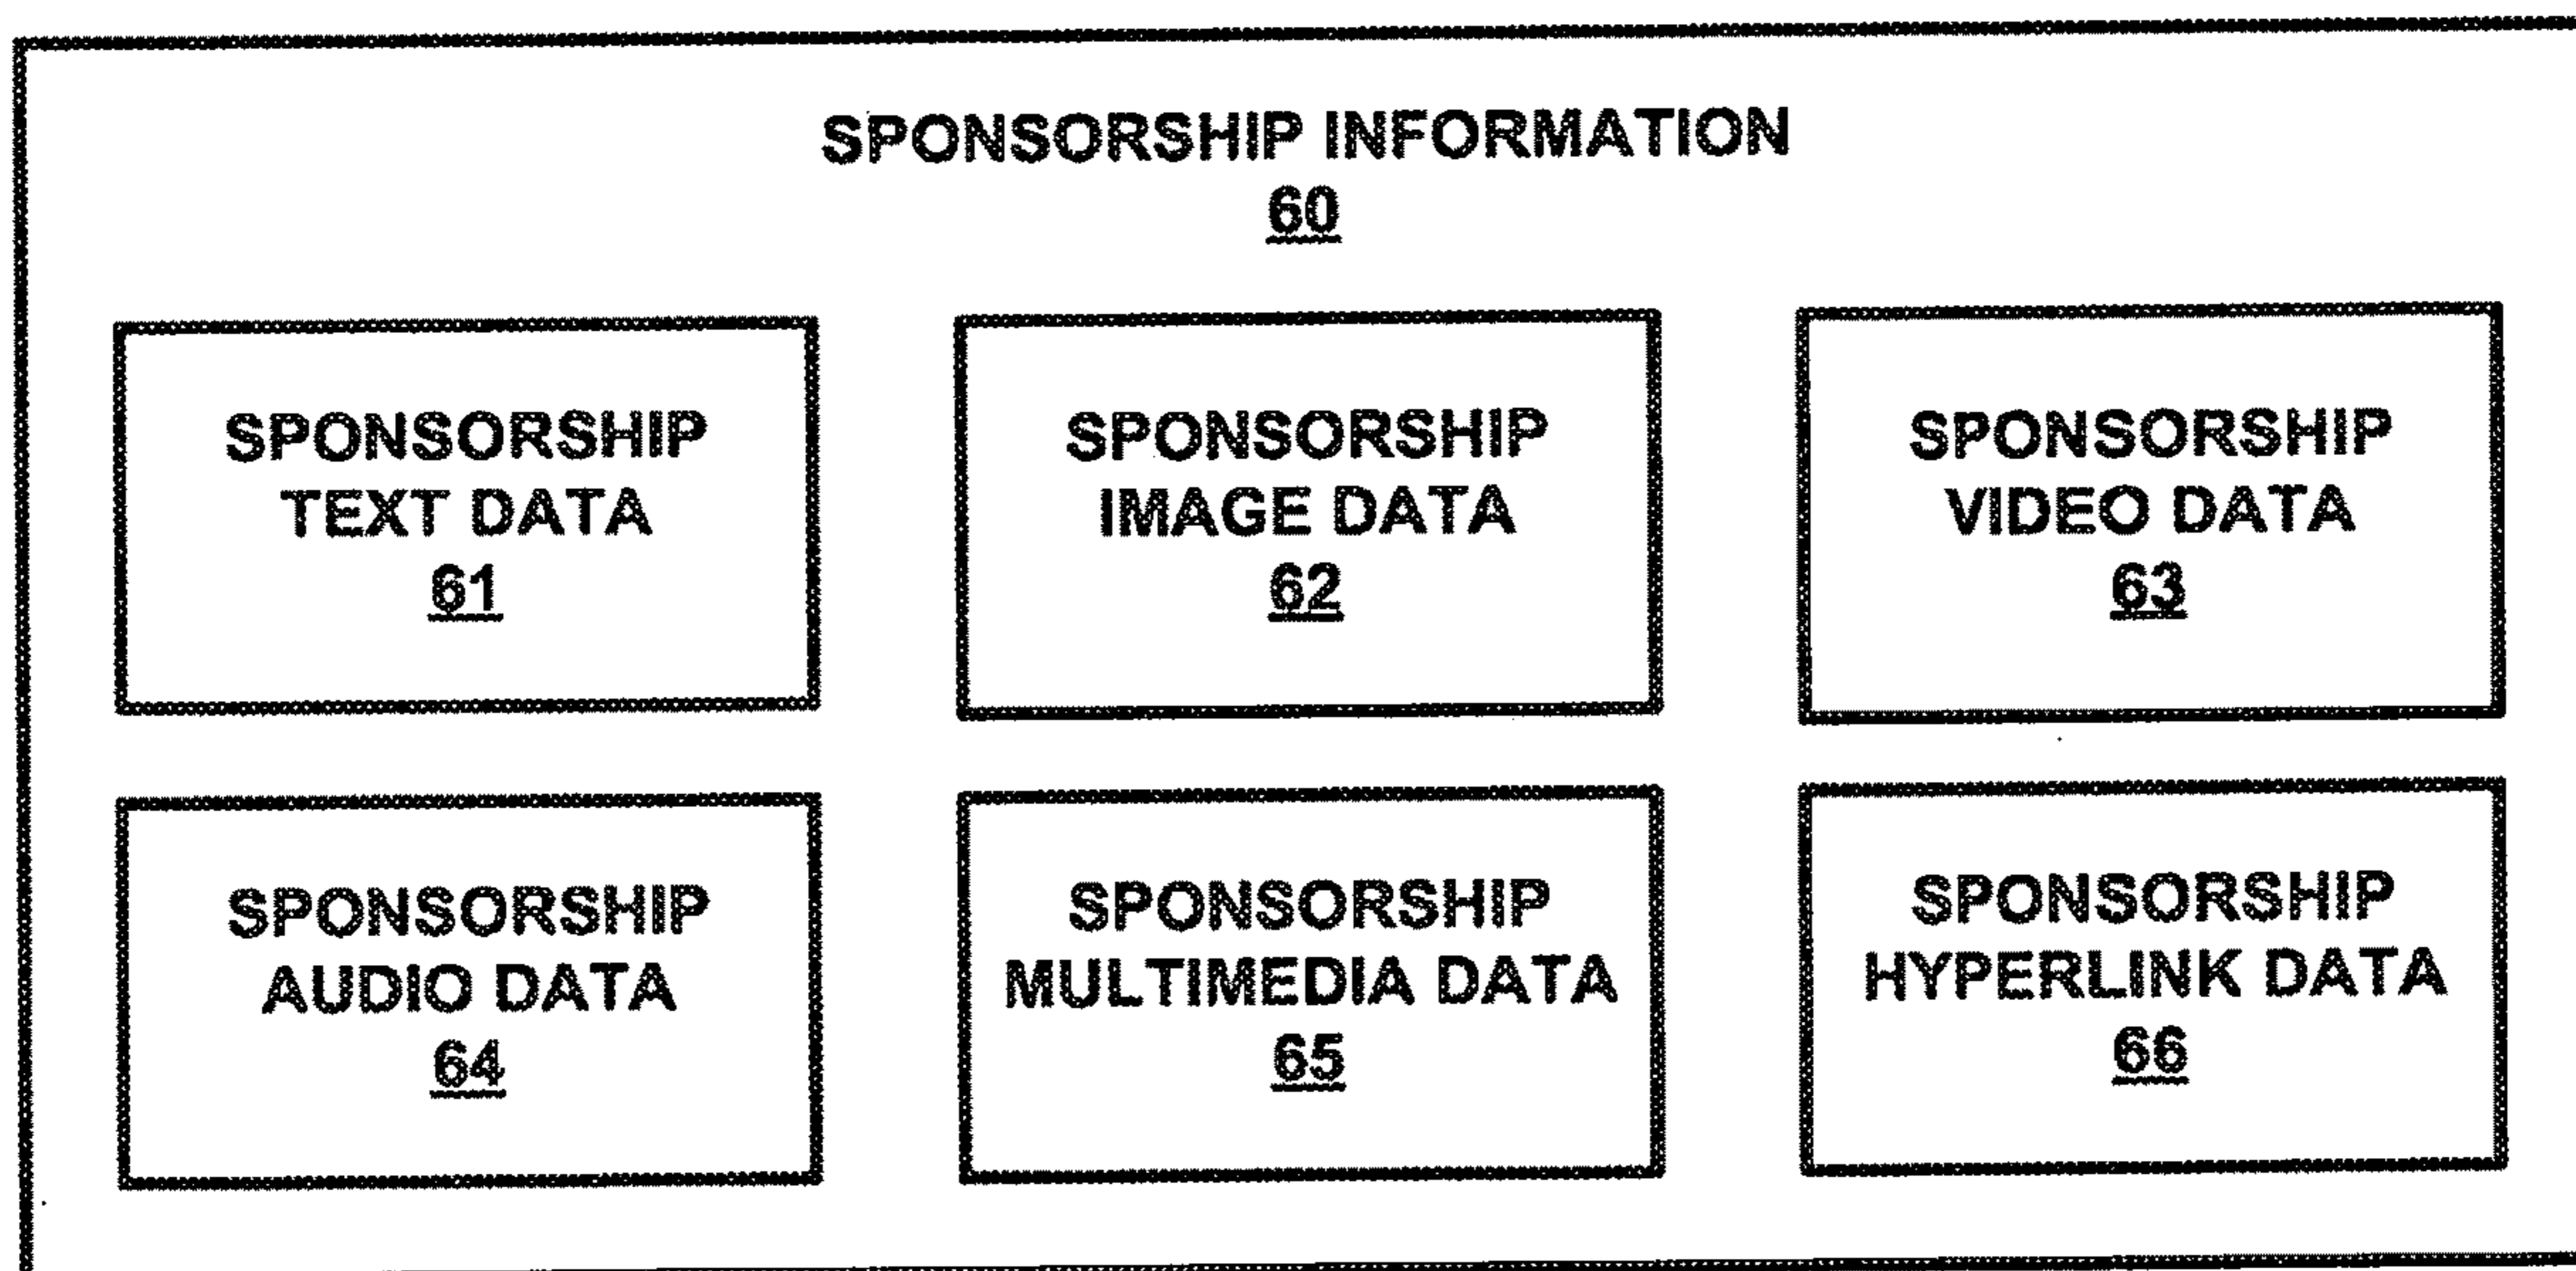 SPONSORSHIP INFORMATION
60
SPONSORSHIP
TEXT DATA
61
SPONSORSHIP
IMAGE DATA
62
SPONSORSHIP
VIDEO DATA
63
SPONSORSHIP
AUDIO DATA
64
SPONSORSHIP
MULTIMEDIA DATA
65
SPONSORSHIP
HYPERLINK DATA
66